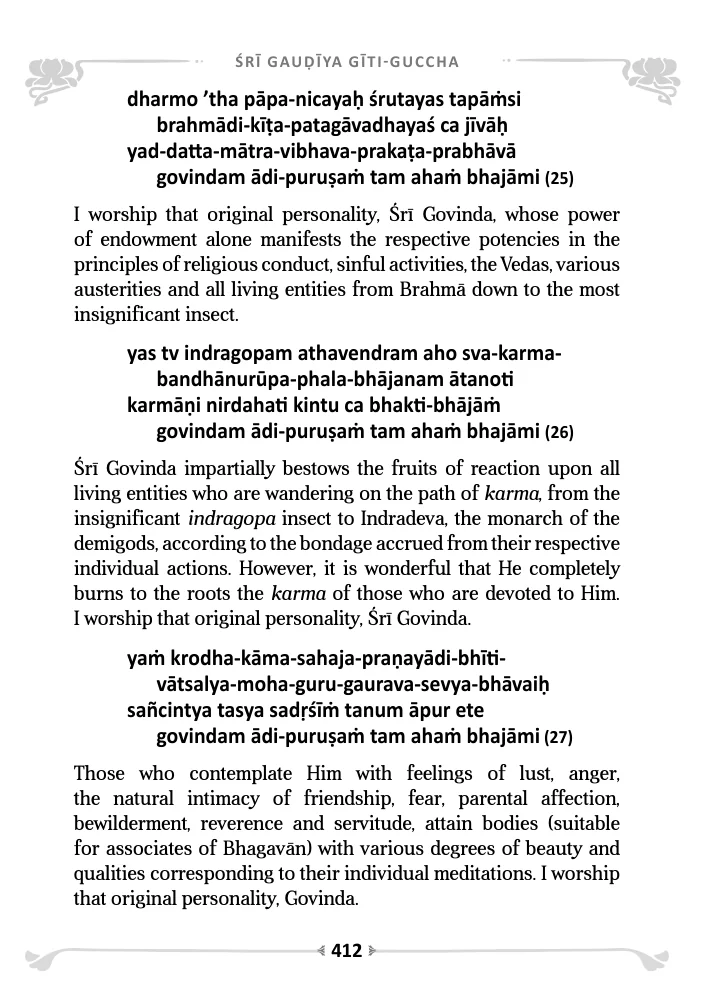 ŚRĪ GAUḌĪYA GĪTI-GUCCHA
dharmo ’tha pāpa-nicayaḥ śrutayas tapāṁsi
brahmādi-kīṭa-patagāvadhayaś ca jīvāḥ
yad-datta-mātra-vibhava-prakaṭa-prabhāvā
govindam ādi-puruṣaṁ tam ahaṁ bhajāmi (25)
I worship that original personality, Śrī Govinda, whose power
of endowment alone manifests the respective potencies in the
principles of religious conduct, sinful activities, the Vedas, various
austerities and all living entities from Brahmā down to the most
insignificant insect.
yas tv indragopam athavendram aho sva-karma-
bandhānurūpa-phala-bhājanam ātanoti
karmāṇi nirdahati kintu ca bhakti-bhājāṁ
govindam ādi-puruṣaṁ tam ahaṁ bhajāmi (26)
Śrī Govinda impartially bestows the fruits of reaction upon all
living entities who are wandering on the path of karma, from the
insignificant indragopa insect to Indradeva, the monarch of the
demigods, according to the bondage accrued from their respective
individual actions. However, it is wonderful that He completely
burns to the roots the karma of those who are devoted to Him.
I worship that original personality, Śrī Govinda.
yaṁ krodha-kāma-sahaja-praṇayādi-bhīti-
vātsalya-moha-guru-gaurava-sevya-bhāvaiḥ
sañcintya tasya sadṛśīṁ tanum āpur ete
govindam ādi-puruṣaṁ tam ahaṁ bhajāmi (27)
Those who contemplate Him with feelings of lust, anger,
the natural intimacy of friendship, fear, parental affection,
bewilderment, reverence and servitude, attain bodies (suitable
for associates of Bhagavān) with various degrees of beauty and
qualities corresponding to their individual meditations. I worship
that original personality, Govinda.
412